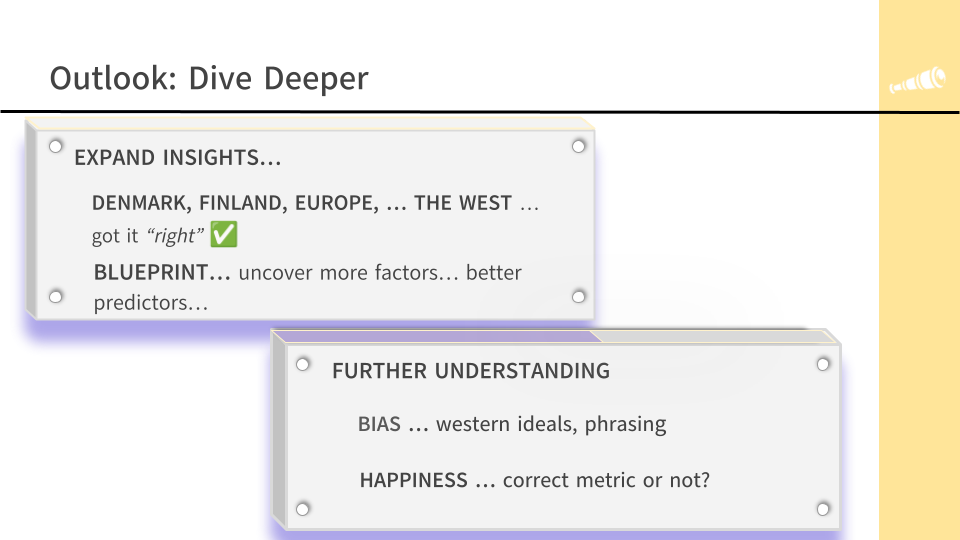 Outlook: Dive Deeper
EXPAND INSIGHTS…
DENMARK, FINLAND, EUROPE, … THE WEST …
got it “right” ✅
BLUEPRINT… uncover more factors… better
predictors…
FURTHER UNDERSTANDING
BIAS … western ideals, phrasing
HAPPINESS … correct metric or not?